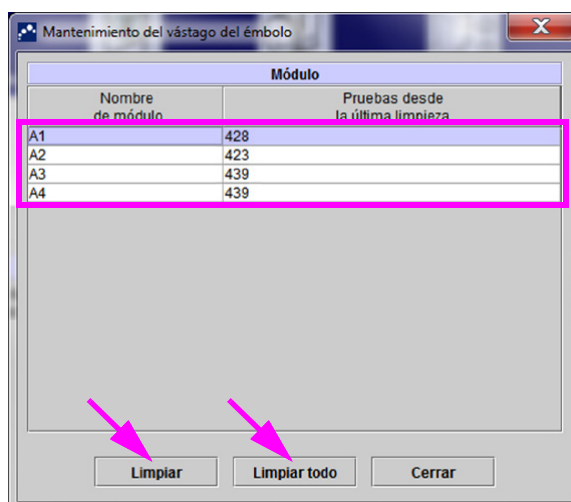 Mantenimiento del vástago del émbolo
X
Módulo
Nombre de módulo
Pruebas desde la última limpieza
A1 428
A2 423
A3 439
A4 439
Limpiar Limpiar todo Cerrar